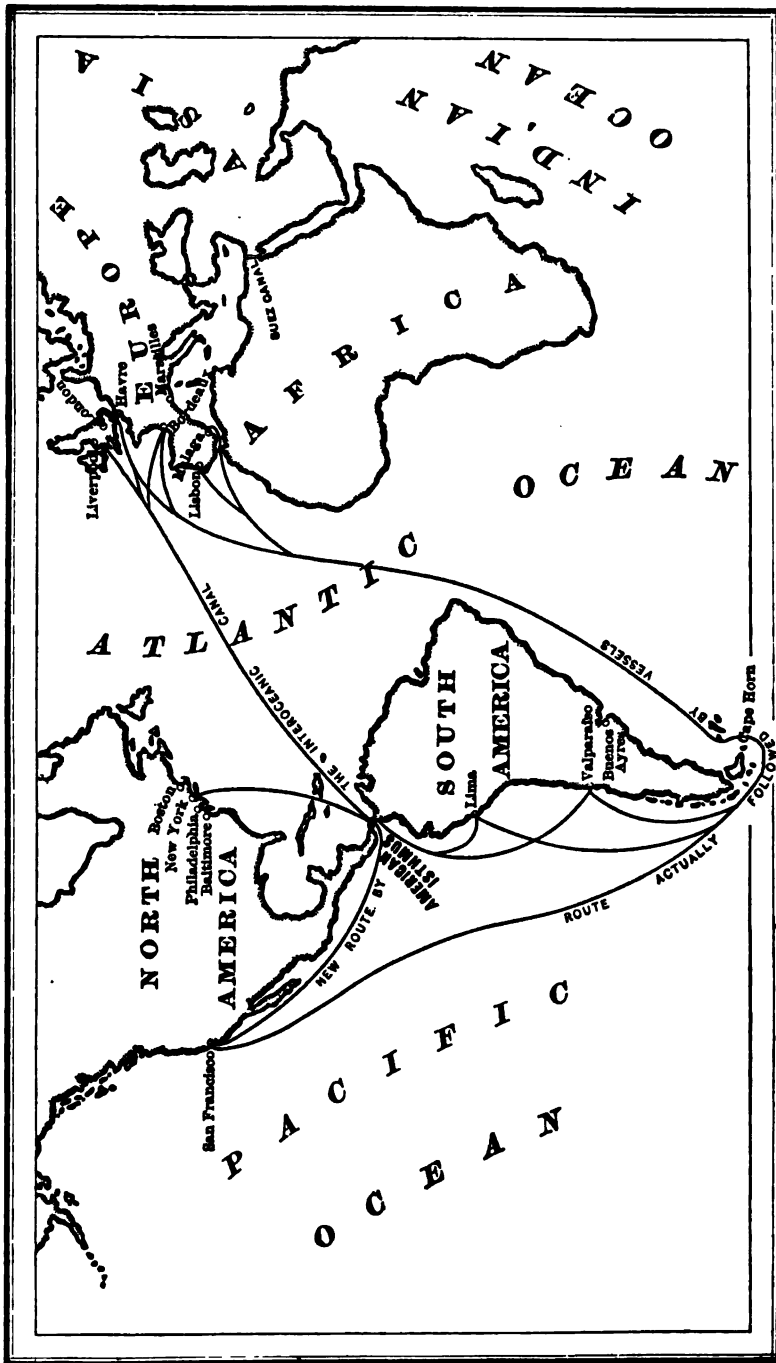 NORTH
AMERICA
Boston
New York
Philadelphia
Baltimore
San Francisco
ATLANTIC
OCEAN
EUROPE
ASIA
Liverpool
London
Havre
Bordeaux
Marseilles
Lisbon
Malaga
SUEZ CANAL
AFRICA
INDIAN
OCEAN
NEW ROUTE BY THE INTEROCEANIC CANAL
AMERICAN
ISTHMUS
PACIFIC
OCEAN
SOUTH
AMERICA
Lima
Valparaiso
Buenos
Ayres
Cape Horn
ROUTE ACTUALLY FOLLOWED BY VESSELS